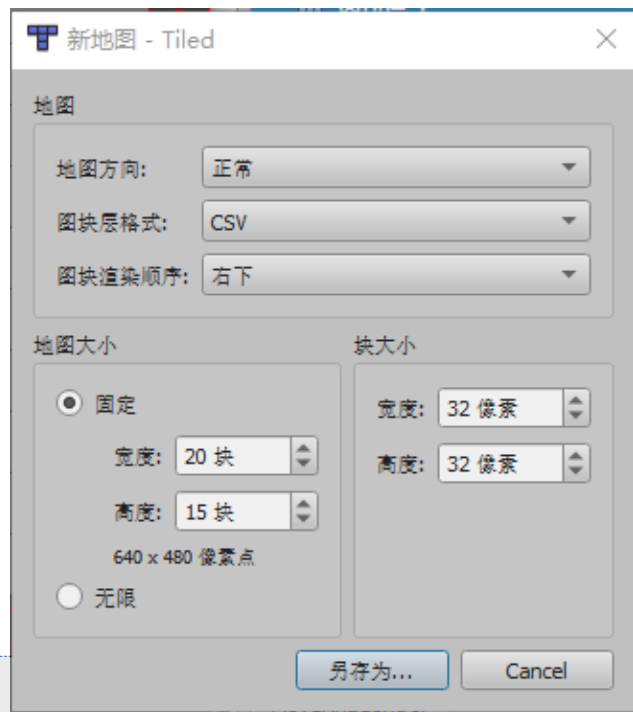 新地图 - Tiled
地图
地图方向: 正常
图块层格式: CSV
图块渲染顺序: 右下
地图大小 块大小
固定
宽度: 20 块
高度: 15 块
640 x 480 像素点
无限
宽度: 32 像素
高度: 32 像素
另存为... Cancel